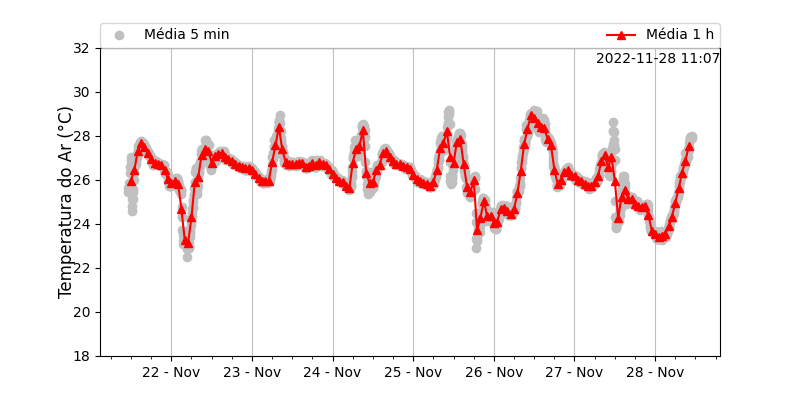 Média 5 min
Média 1 h
2022-11-28 11:07
Temperatura do Ar (°C)
32
30
28
26
24
22
20
18
22 - Nov
23 - Nov
24 - Nov
25 - Nov
26 - Nov
27 - Nov
28 - Nov